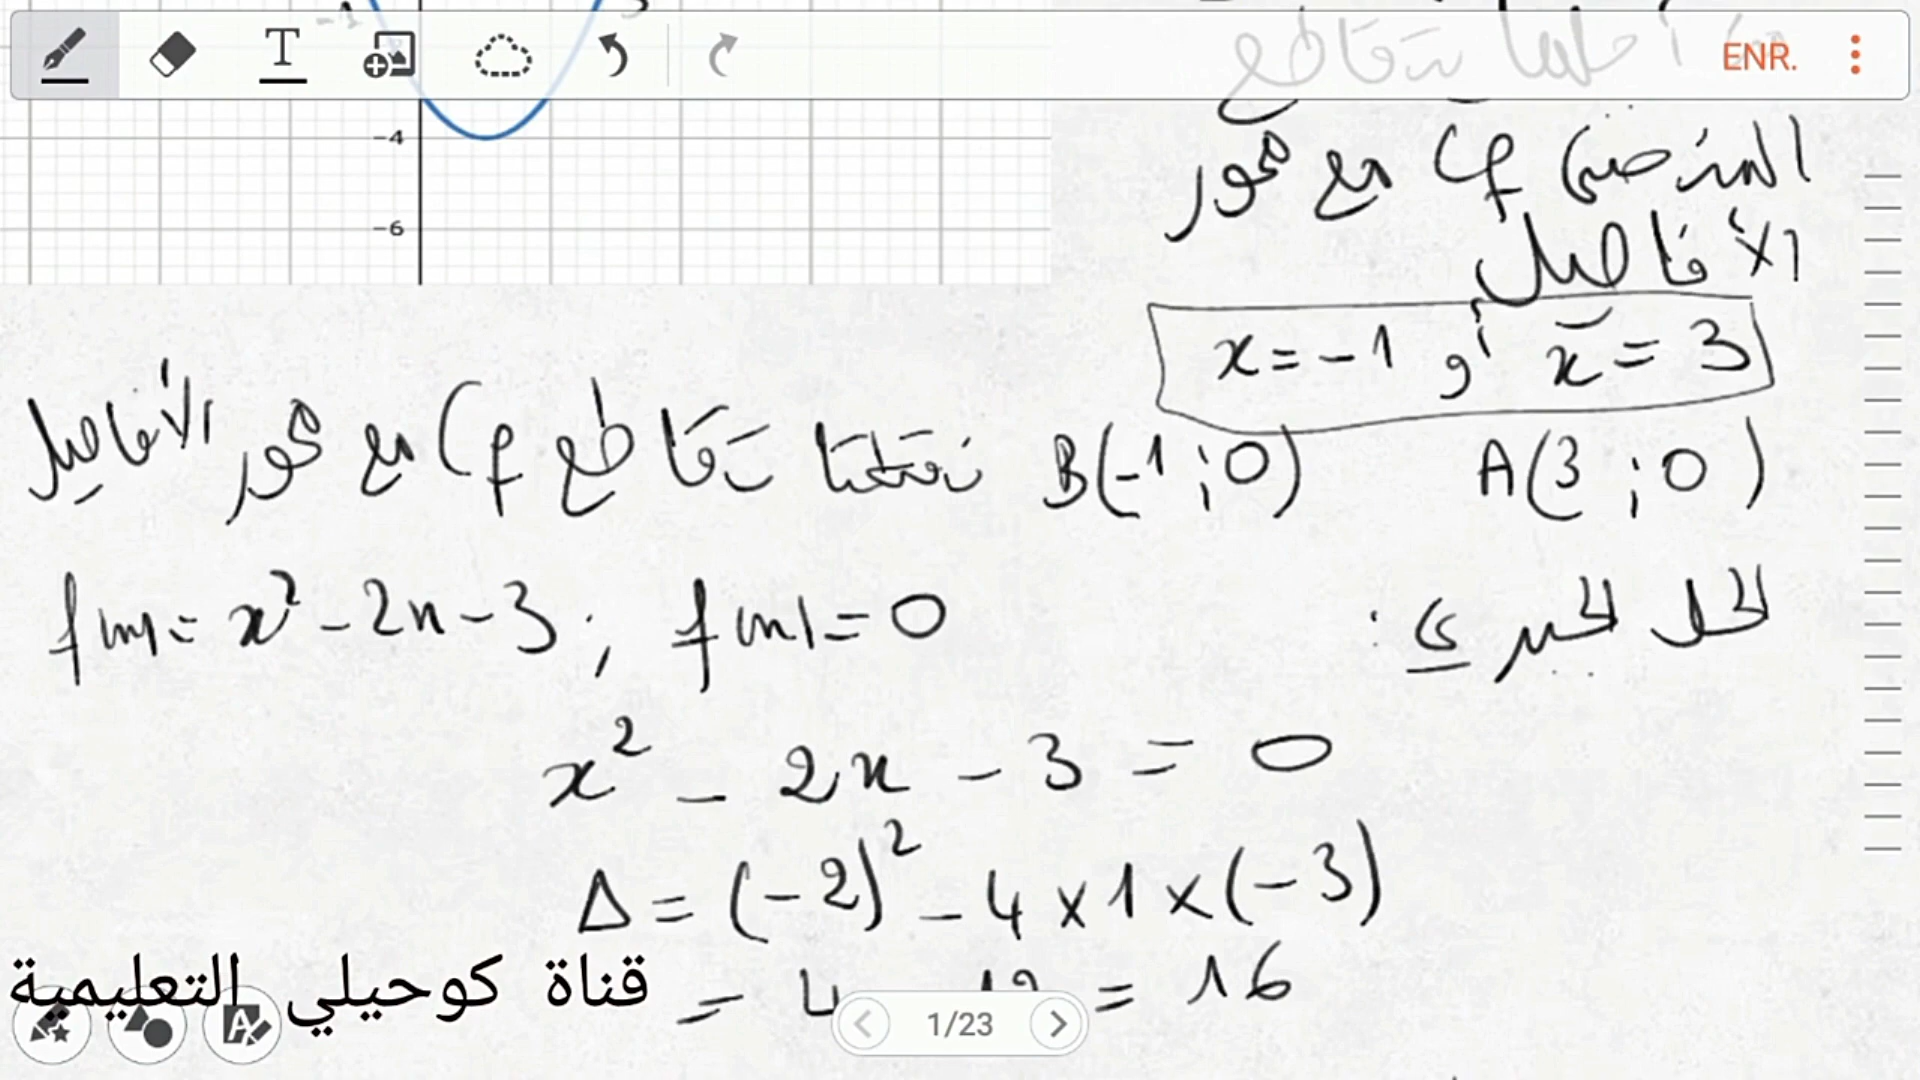 T
ENR.
-4
-6
المنحنى Cf مع محور
الأفاصيل
x = -1 أو x = 3
A(3 ; 0) B(-1 ; 0) نقطتا تقاطع Cf مع محور الأفاصيل
الحل الجبري :
f(x) = x² - 2x - 3 ; f(x) = 0
x² - 2x - 3 = 0
Δ = (-2)² - 4 × 1 × (-3)
= 16
قناة كوحيلي التعليمية
1/23